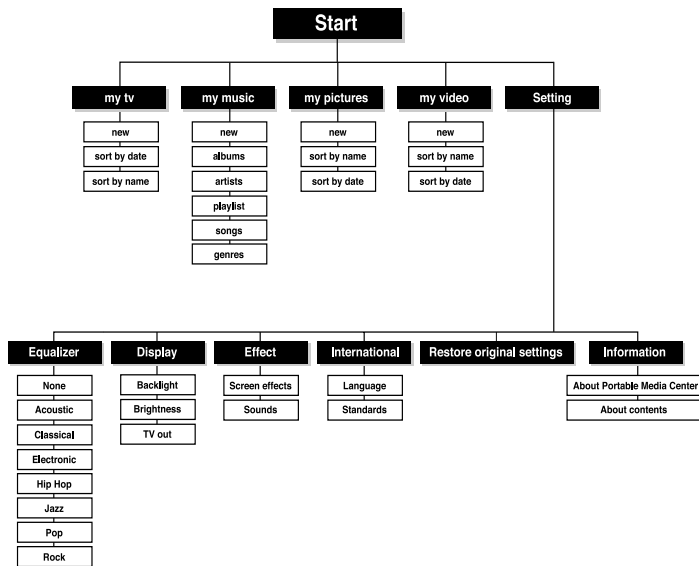 Start
my tv
my music
my pictures
my video
Setting
new
sort by date
sort by name
new
albums
artists
playlist
songs
genres
new
sort by name
sort by date
new
sort by name
sort by date
Equalizer
Display
Effect
International
Restore original settings
Information
None
Acoustic
Classical
Electronic
Hip Hop
Jazz
Pop
Rock
Backlight
Brightness
TV out
Screen effects
Sounds
Language
Standards
About Portable Media Center
About contents